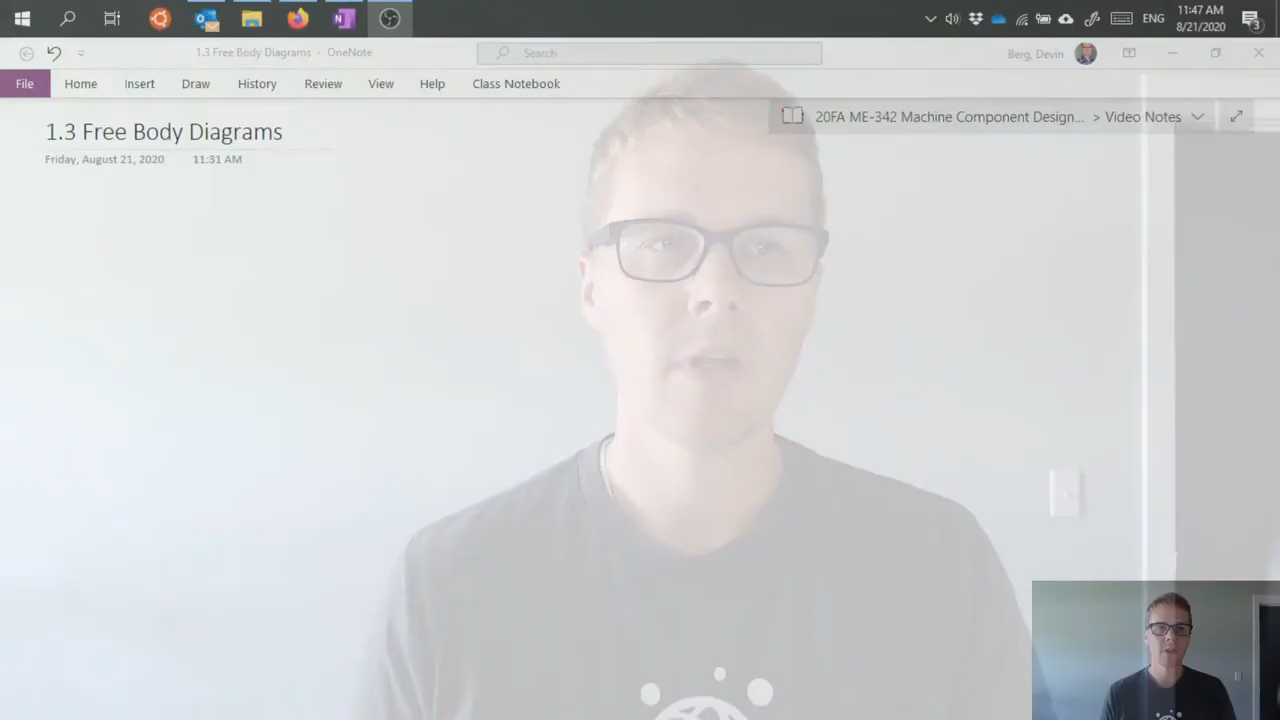 ENG
11:47 AM
8/21/2020
3
1.3 Free Body Diagrams - OneNote
Search
Berg, Devin
File Home Insert Draw History Review View Help Class Notebook
20FA ME-342 Machine Component Design... > Video Notes
1.3 Free Body Diagrams
Friday, August 21, 2020 11:31 AM